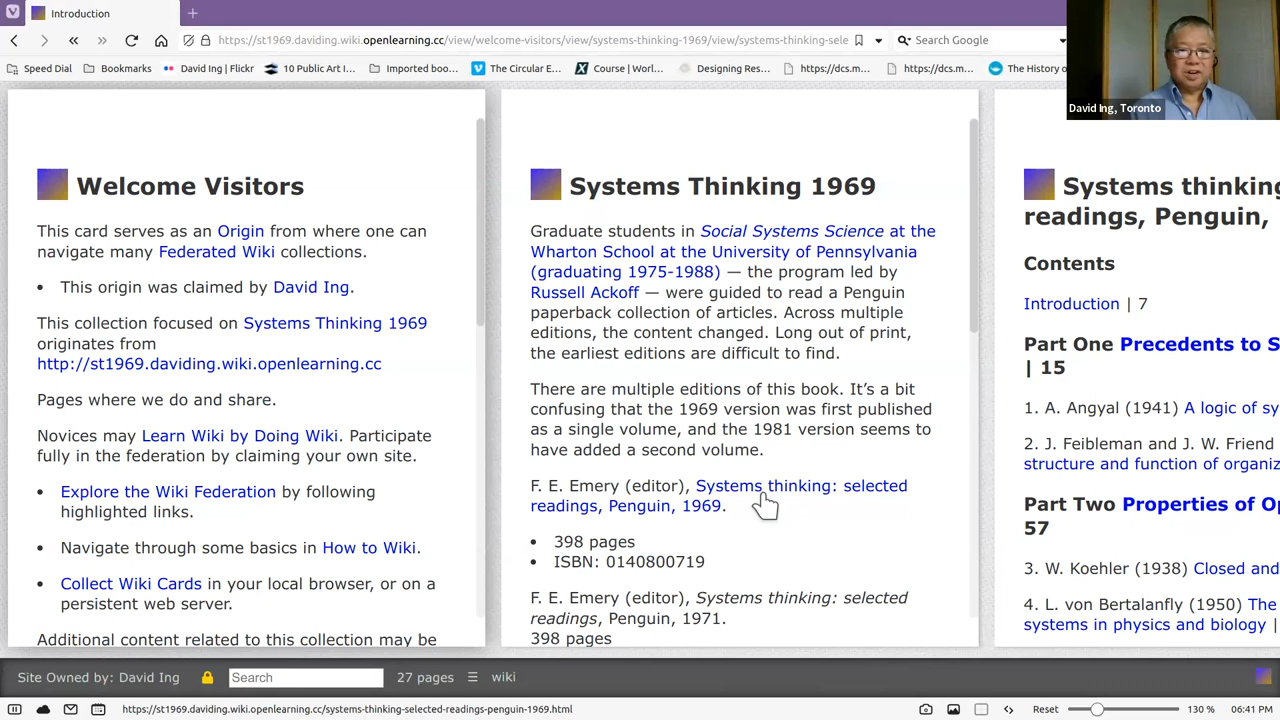 Introduction
https://st1969.daviding.wiki.openlearning.cc/view/welcome-visitors/view/systems-thinking-1969/view/systems-thinking-sele
Search Google
Speed Dial
Bookmarks
David Ing | Flickr
10 Public Art I...
Imported boo...
The Circular E...
Course | Worl...
Designing Res...
https://dcs.m...
https://dcs.m...
The History o
David Ing, Toronto
Welcome Visitors
This card serves as an Origin from where one can
navigate many Federated Wiki collections.
• This origin was claimed by David Ing.
This collection focused on Systems Thinking 1969
originates from
http://st1969.daviding.wiki.openlearning.cc
Pages where we do and share.
Novices may Learn Wiki by Doing Wiki. Participate
fully in the federation by claiming your own site.
• Explore the Wiki Federation by following
highlighted links.
• Navigate through some basics in How to Wiki.
• Collect Wiki Cards in your local browser, or on a
persistent web server.
Additional content related to this collection may be
Systems Thinking 1969
Graduate students in Social Systems Science at the
Wharton School at the University of Pennsylvania
(graduating 1975-1988) — the program led by
Russell Ackoff — were guided to read a Penguin
paperback collection of articles. Across multiple
editions, the content changed. Long out of print,
the earliest editions are difficult to find.
There are multiple editions of this book. It’s a bit
confusing that the 1969 version was first published
as a single volume, and the 1981 version seems to
have added a second volume.
F. E. Emery (editor), Systems thinking: selected
readings, Penguin, 1969.
• 398 pages
• ISBN: 0140800719
F. E. Emery (editor), Systems thinking: selected
readings, Penguin, 1971.
398 pages
Systems thinking
readings, Penguin,
Contents
Introduction | 7
Part One Precedents to S
| 15
1. A. Angyal (1941) A logic of sy
2. J. Feibleman and J. W. Friend
structure and function of organiz
Part Two Properties of Op
57
3. W. Koehler (1938) Closed and
4. L. von Bertalanfly (1950) The
systems in physics and biology |
Site Owned by: David Ing
Search
27 pages
wiki
https://st1969.daviding.wiki.openlearning.cc/systems-thinking-selected-readings-penguin-1969.html
Reset
130 %
06:41 PM